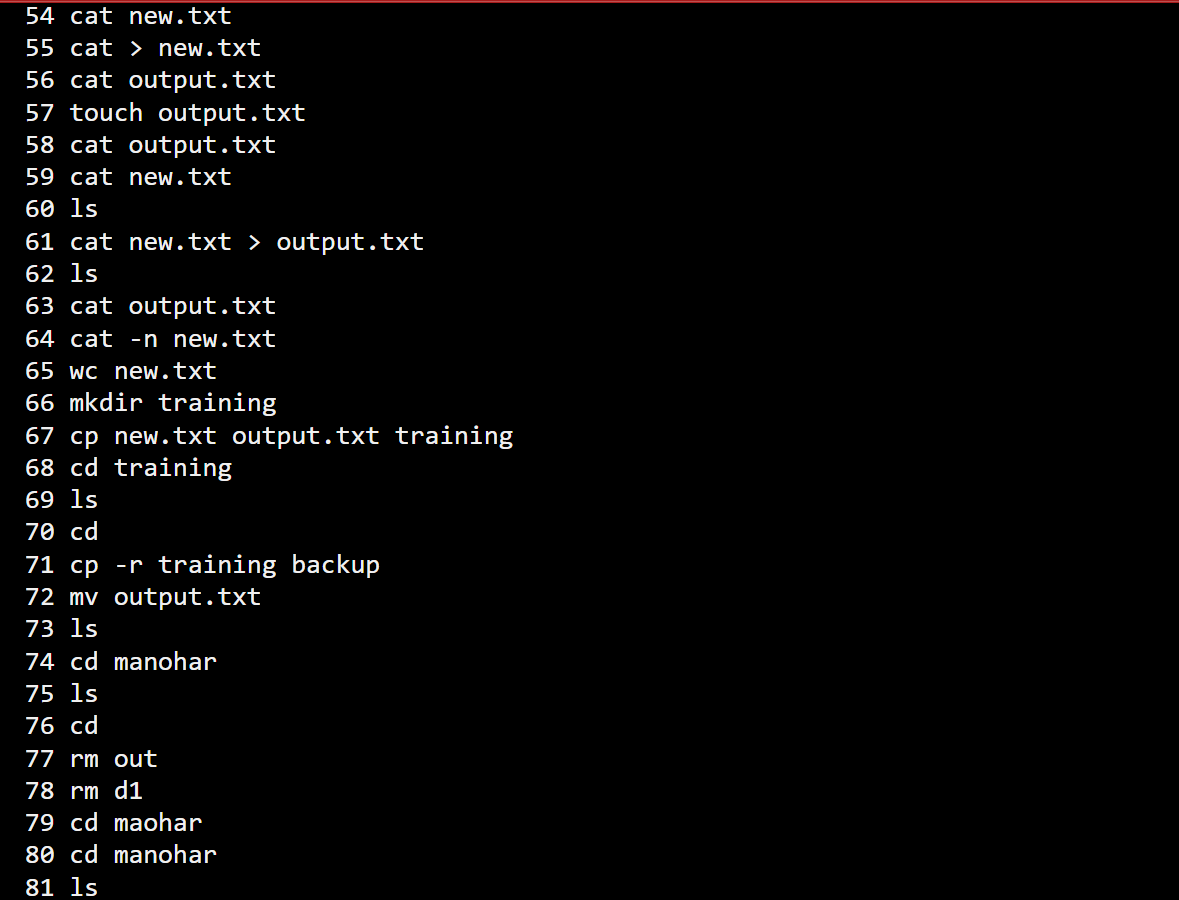 54 cat new.txt
55 cat > new.txt
56 cat output.txt
57 touch output.txt
58 cat output.txt
59 cat new.txt
60 ls
61 cat new.txt > output.txt
62 ls
63 cat output.txt
64 cat -n new.txt
65 wc new.txt
66 mkdir training
67 cp new.txt output.txt training
68 cd training
69 ls
70 cd
71 cp -r training backup
72 mv output.txt
73 ls
74 cd manohar
75 ls
76 cd
77 rm out
78 rm d1
79 cd maohar
80 cd manohar
81 ls